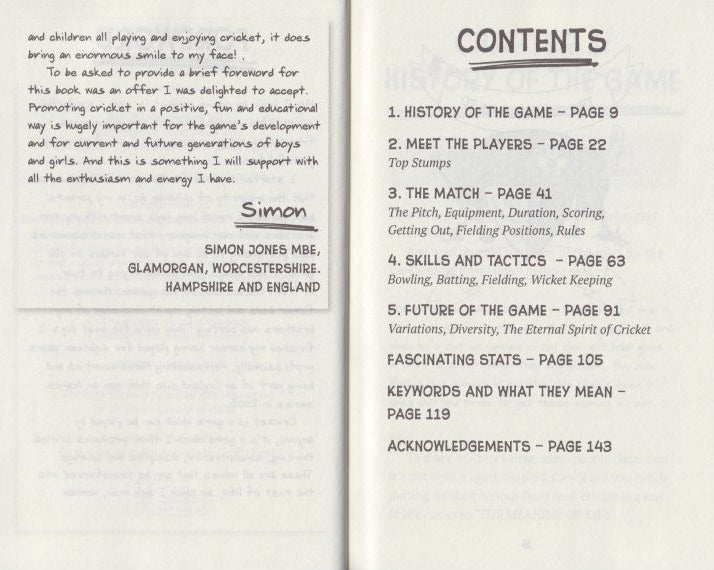 and children all playing and enjoying cricket, it does
bring an enormous smile to my face! .
To be asked to provide a brief foreword for
this book was an offer I was delighted to accept.
Promoting cricket in a positive, fun and educational
way is hugely important for the game's development
and for current and future generations of boys
and girls. And this is something I will support with
all the enthusiasm and energy I have.
Simon
SIMON JONES MBE,
GLAMORGAN, WORCESTERSHIRE.
HAMPSHIRE AND ENGLAND
CONTENTS
1. HISTORY OF THE GAME – PAGE 9
2. MEET THE PLAYERS – PAGE 22
Top Stumps
3. THE MATCH – PAGE 41
The Pitch, Equipment, Duration, Scoring,
Getting Out, Fielding Positions, Rules
4. SKILLS AND TACTICS – PAGE 63
Bowling, Batting, Fielding, Wicket Keeping
5. FUTURE OF THE GAME – PAGE 91
Variations, Diversity, The Eternal Spirit of Cricket
FASCINATING STATS – PAGE 105
KEYWORDS AND WHAT THEY MEAN –
PAGE 119
ACKNOWLEDGEMENTS – PAGE 143